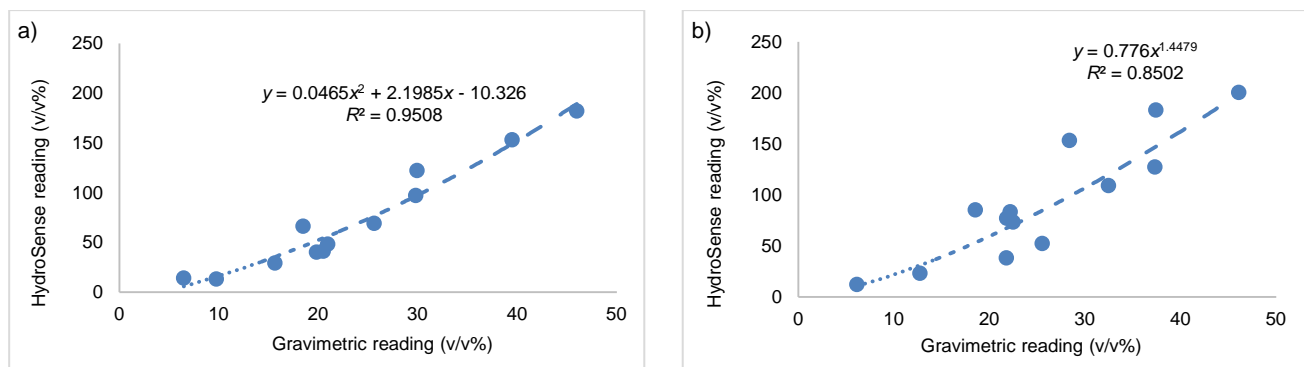 a)
250
200
150
100
50
0
HydroSense reading (v/v%)
y = 0.0465x² + 2.1985x - 10.326
R² = 0.9508
0 10 20 30 40 50
Gravimetric reading (v/v%)
b)
250
200
150
100
50
0
HydroSense reading (v/v%)
y = 0.776x^1.4479
R² = 0.8502
0 10 20 30 40 50
Gravimetric reading (v/v%)